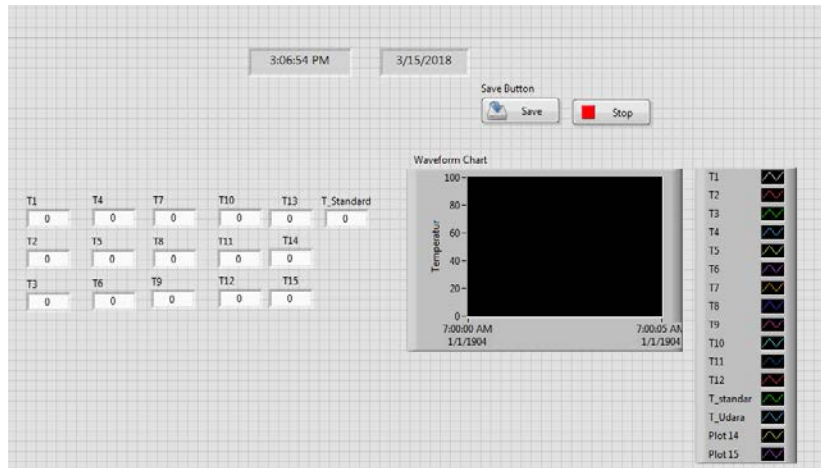 3:06:54 PM 3/15/2018
Save Button
Save Stop
Waveform Chart
T1 T4 T7 T10 T13 T_Standard
0 0 0 0 0 0
T2 T5 T8 T11 T14
0 0 0 0 0
T3 T6 T9 T12 T15
0 0 0 0 0
Temperatur
100
80
60
40
20
0
7:00:00 AM 7:00:05 AM
1/1/1904 1/1/1904
T1
T2
T3
T4
T5
T6
T7
T8
T9
T10
T11
T12
T_standar
T_Udara
Plot 14
Plot 15